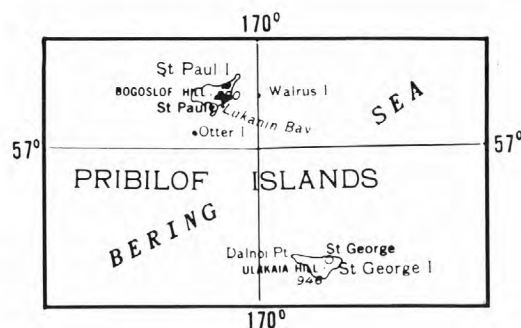 170°
St Paul I
BOGOSLOF HILL
St Paul
Walrus I
Lukanin Bay
Otter I
SEA
57°
57°
PRIBILOF ISLANDS
BERING
Dalnoi Pt
St George
ULAKAIA HILL
St George I
946
170°